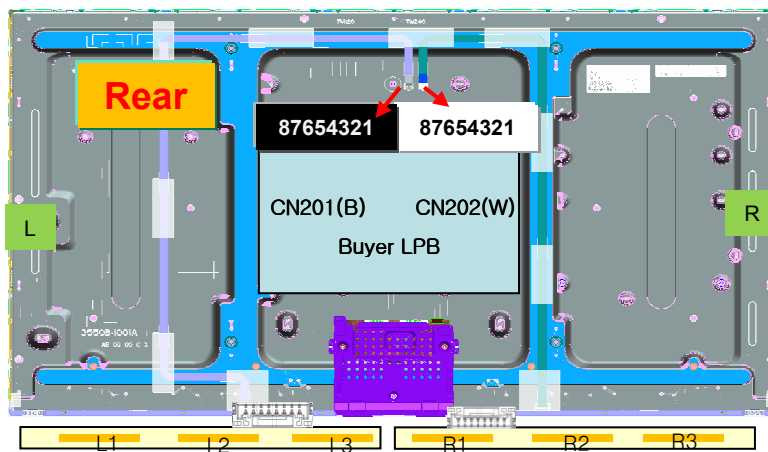 Rear
87654321
87654321
CN201(B)
CN202(W)
Buyer LPB
L
R
L1
L2
L3
R1
R2
R3